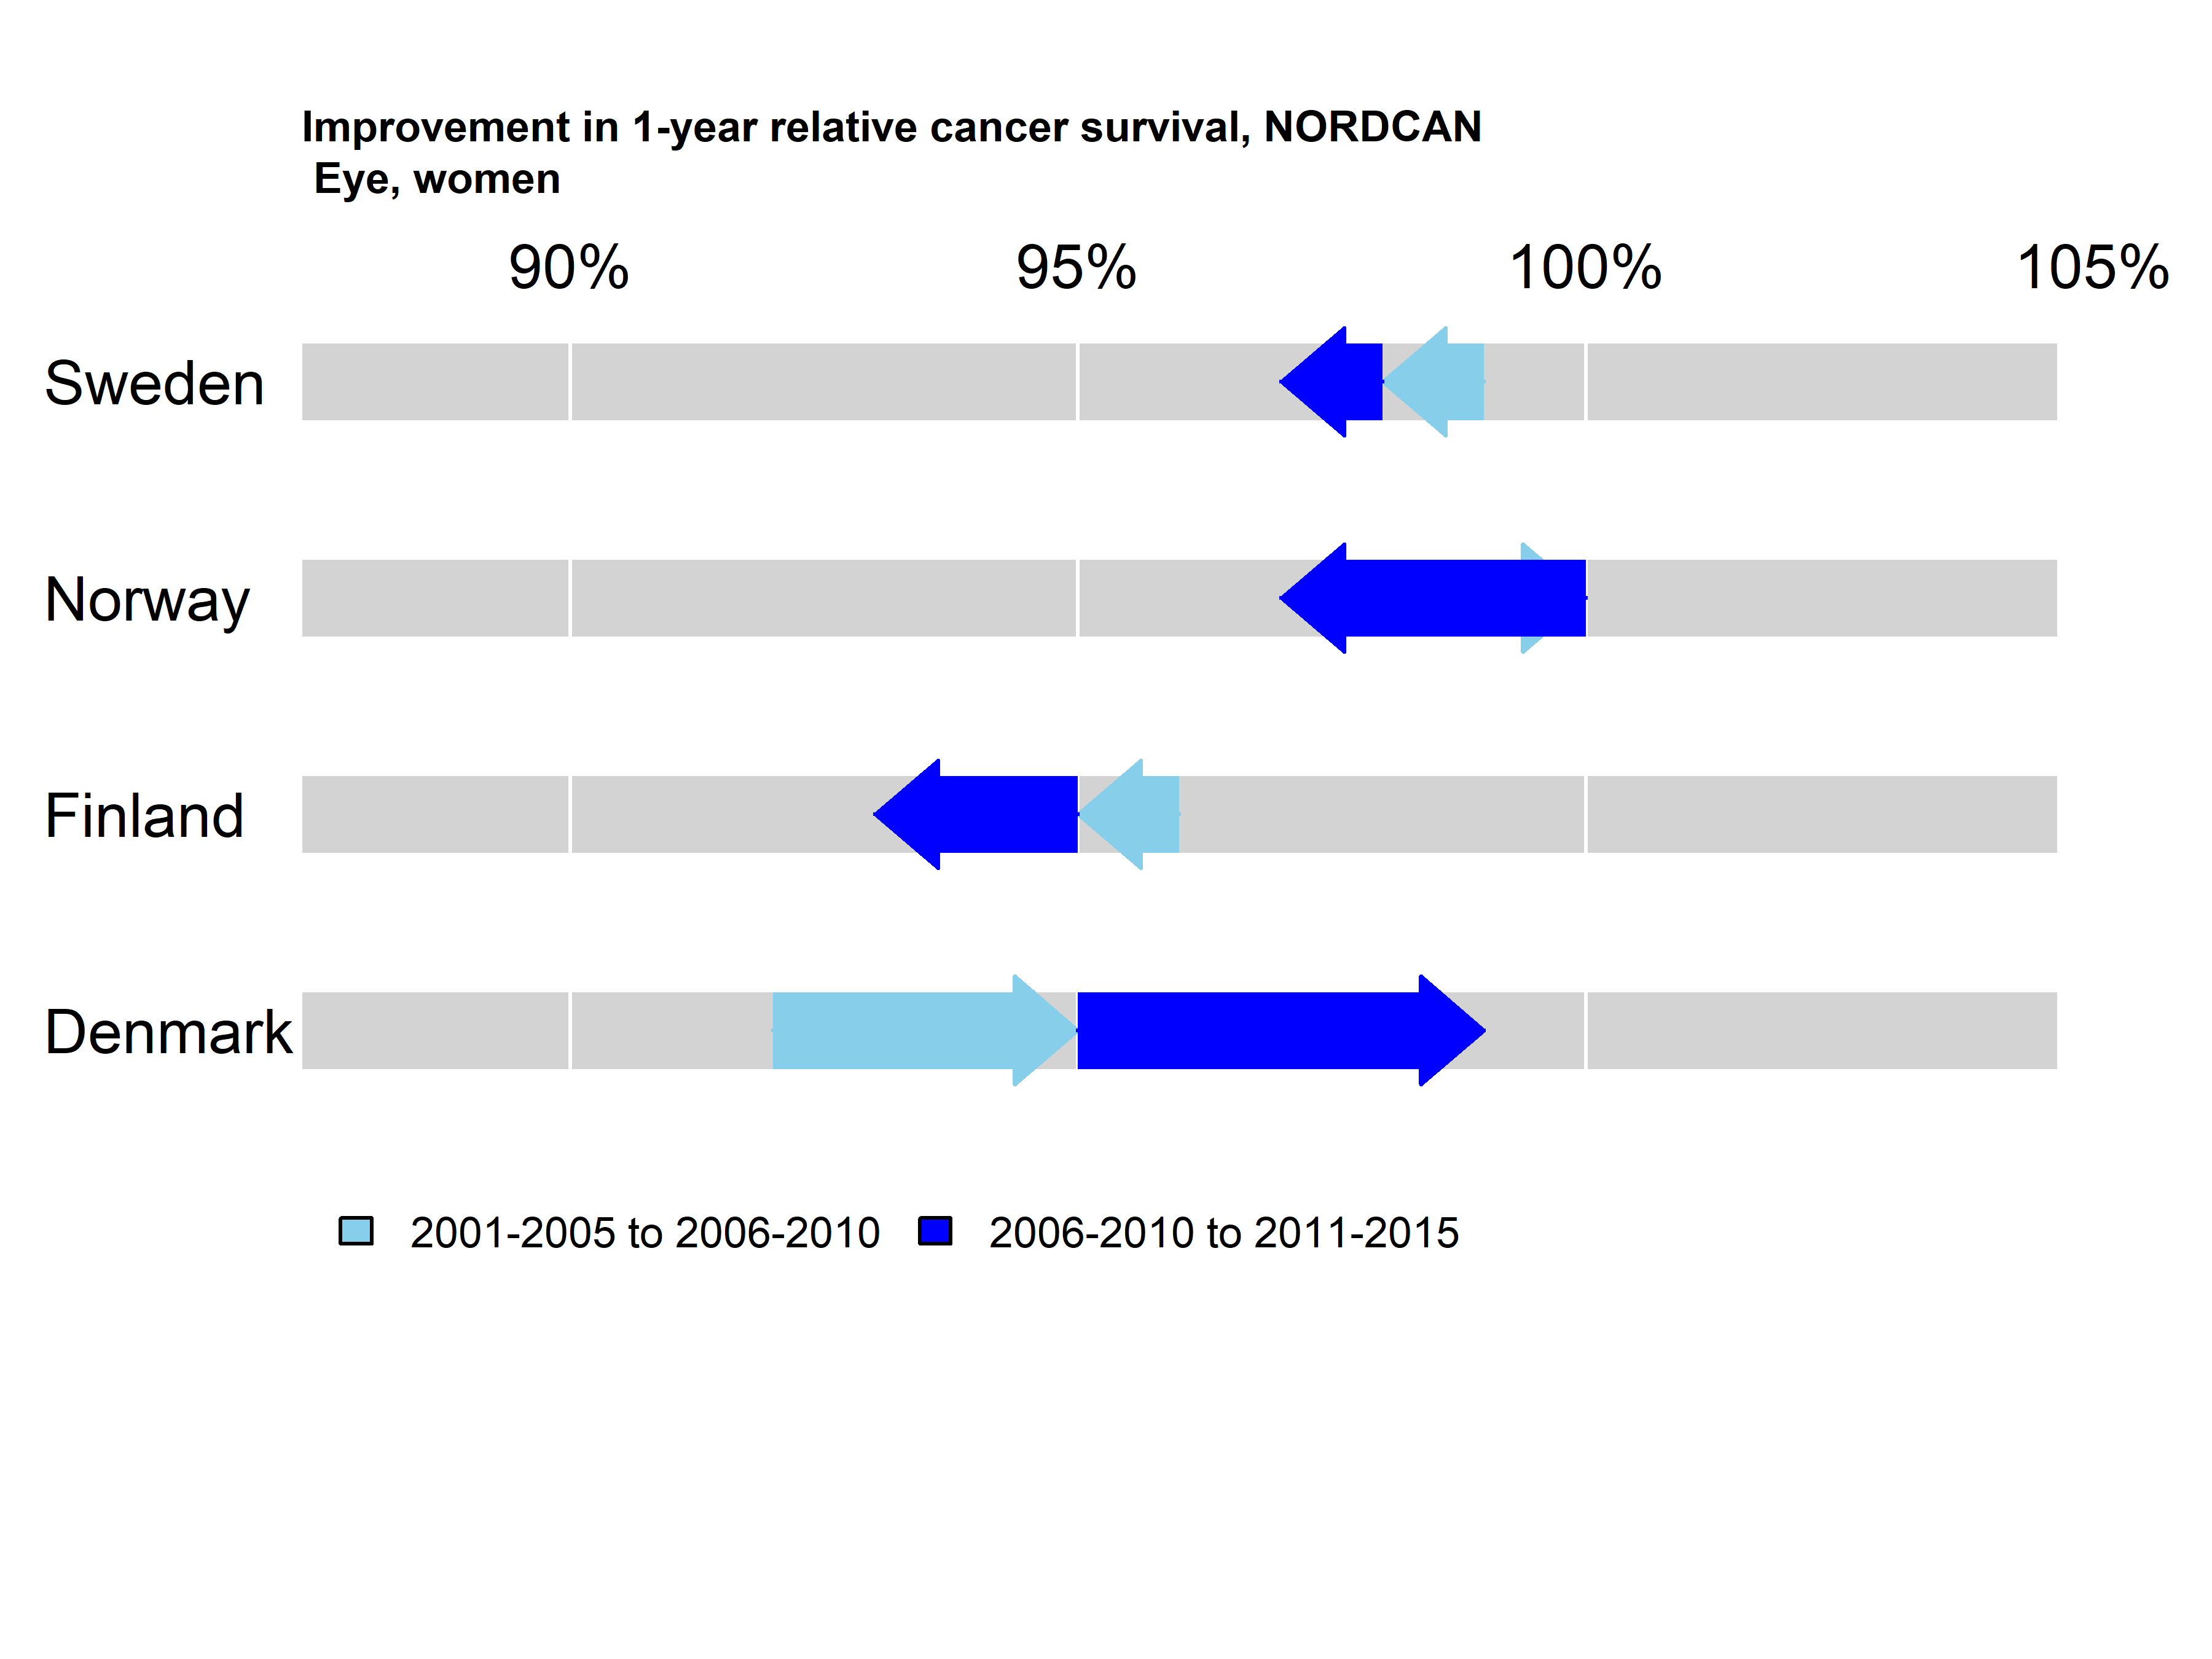 Improvement in 1-year relative cancer survival, NORDCAN
Eye, women
90% 95% 100% 105%
Sweden
Norway
Finland
Denmark
2001-2005 to 2006-2010 2006-2010 to 2011-2015